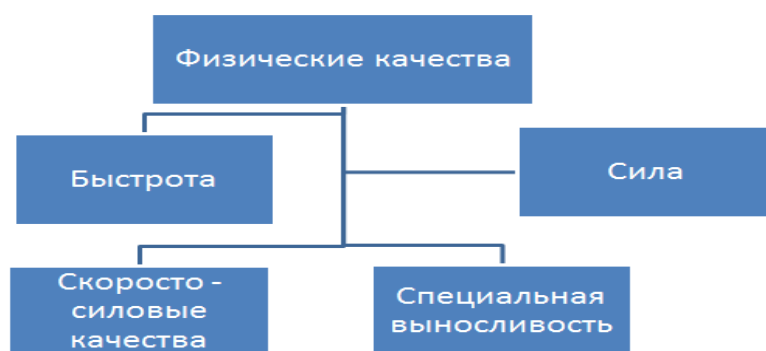 Физические качества
Быстрота
Сила
Скоросто -
силовые
качества
Специальная
выносливость